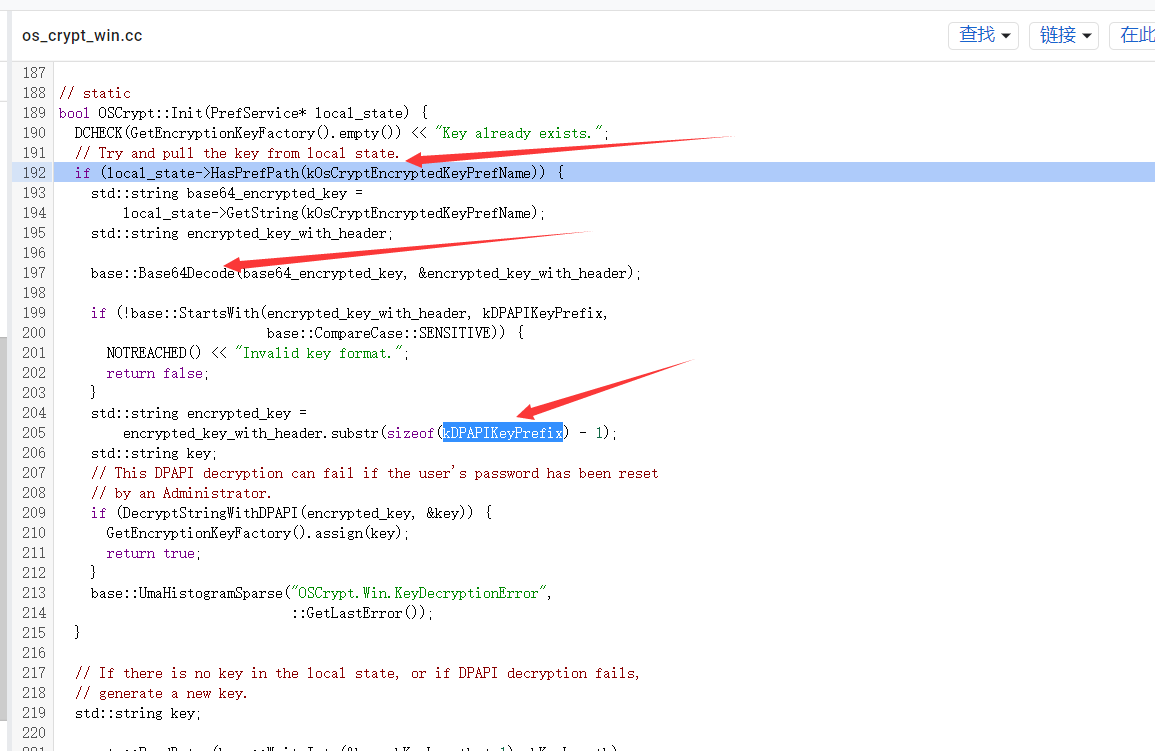 os_crypt_win.cc
查找
链接
在此
187
188 // static
189 bool OSCrypt::Init(PrefService* local_state) {
190 DCHECK(GetEncryptionKeyFactory().empty()) << "Key already exists.";
191 // Try and pull the key from local state.
192 if (local_state->HasPrefPath(kOsCryptEncryptedKeyPrefName)) {
193 std::string base64_encrypted_key =
194 local_state->GetString(kOsCryptEncryptedKeyPrefName);
195 std::string encrypted_key_with_header;
196
197 base::Base64Decode(base64_encrypted_key, &encrypted_key_with_header);
198
199 if (!base::StartsWith(encrypted_key_with_header, kDPAPIKeyPrefix,
200 base::CompareCase::SENSITIVE)) {
201 NOTREACHED() << "Invalid key format.";
202 return false;
203 }
204 std::string encrypted_key =
205 encrypted_key_with_header.substr(sizeof(kDPAPIKeyPrefix) - 1);
206 std::string key;
207 // This DPAPI decryption can fail if the user's password has been reset
208 // by an Administrator.
209 if (DecryptStringWithDPAPI(encrypted_key, &key)) {
210 GetEncryptionKeyFactory().assign(key);
211 return true;
212 }
213 base::UmaHistogramSparse("OSCrypt.Win.KeyDecryptionError",
214 ::GetLastError());
215 }
216
217 // If there is no key in the local state, or if DPAPI decryption fails,
218 // generate a new key.
219 std::string key;
220